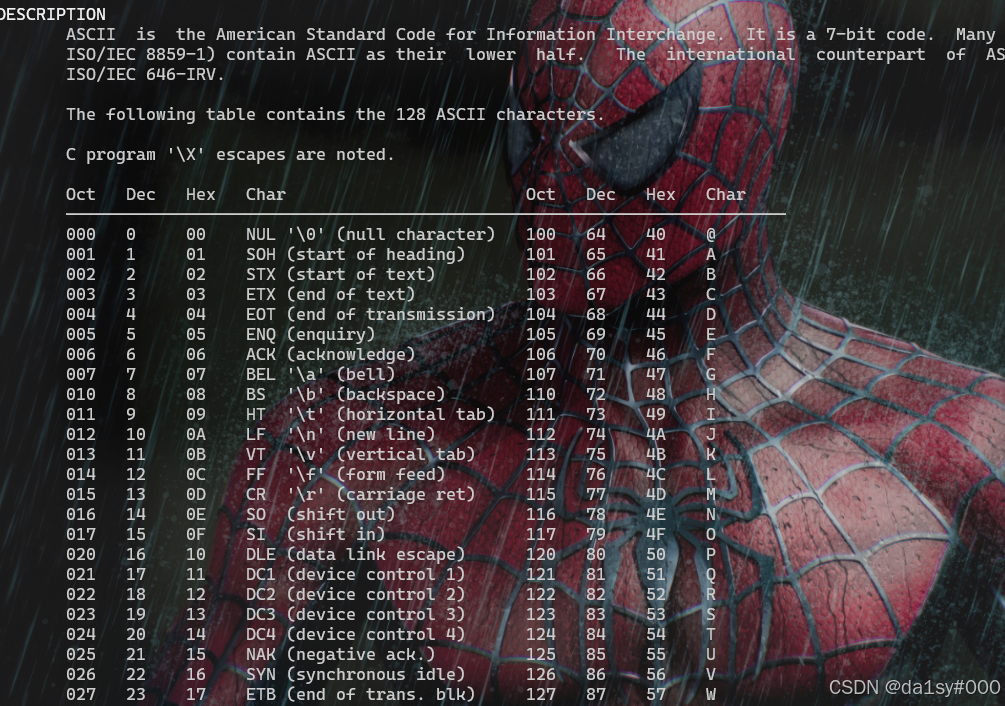 DESCRIPTION
ASCII is the American Standard Code for Information Interchange. It is a 7-bit code. Many
ISO/IEC 8859-1) contain ASCII as their lower half. The international counterpart of AS
ISO/IEC 646-IRV.
The following table contains the 128 ASCII characters.
C program '\X' escapes are noted.
Oct Dec Hex Char Oct Dec Hex Char
000 0 00 NUL '\0' (null character) 100 64 40 @
001 1 01 SOH (start of heading) 101 65 41 A
002 2 02 STX (start of text) 102 66 42 B
003 3 03 ETX (end of text) 103 67 43 C
004 4 04 EOT (end of transmission) 104 68 44 D
005 5 05 ENQ (enquiry) 105 69 45 E
006 6 06 ACK (acknowledge) 106 70 46 F
007 7 07 BEL '\a' (bell) 107 71 47 G
010 8 08 BS '\b' (backspace) 110 72 48 H
011 9 09 HT '\t' (horizontal tab) 111 73 49 I
012 10 0A LF '\n' (new line) 112 74 4A J
013 11 0B VT '\v' (vertical tab) 113 75 4B K
014 12 0C FF '\f' (form feed) 114 76 4C L
015 13 0D CR '\r' (carriage ret) 115 77 4D M
016 14 0E SO (shift out) 116 78 4E N
017 15 0F SI (shift in) 117 79 4F O
020 16 10 DLE (data link escape) 120 80 50 P
021 17 11 DC1 (device control 1) 121 81 51 Q
022 18 12 DC2 (device control 2) 122 82 52 R
023 19 13 DC3 (device control 3) 123 83 53 S
024 20 14 DC4 (device control 4) 124 84 54 T
025 21 15 NAK (negative ack.) 125 85 55 U
026 22 16 SYN (synchronous idle) 126 86 56 V
027 23 17 ETB (end of trans. blk) 127 87 57 W
CSDN @da1sy#000